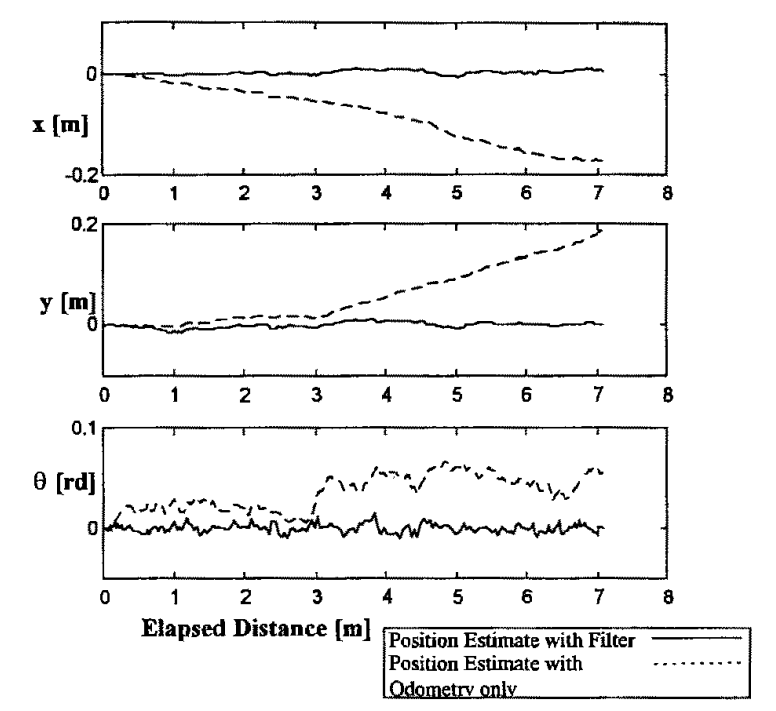 0
x [m]
-0.2
0 1 2 3 4 5 6 7 8
0.2
y [m]
0
0 1 2 3 4 5 6 7 8
0.1
θ [rd]
0
0 1 2 3 4 5 6 7 8
Elapsed Distance [m]
Position Estimate with Filter
Position Estimate with
Odometry only